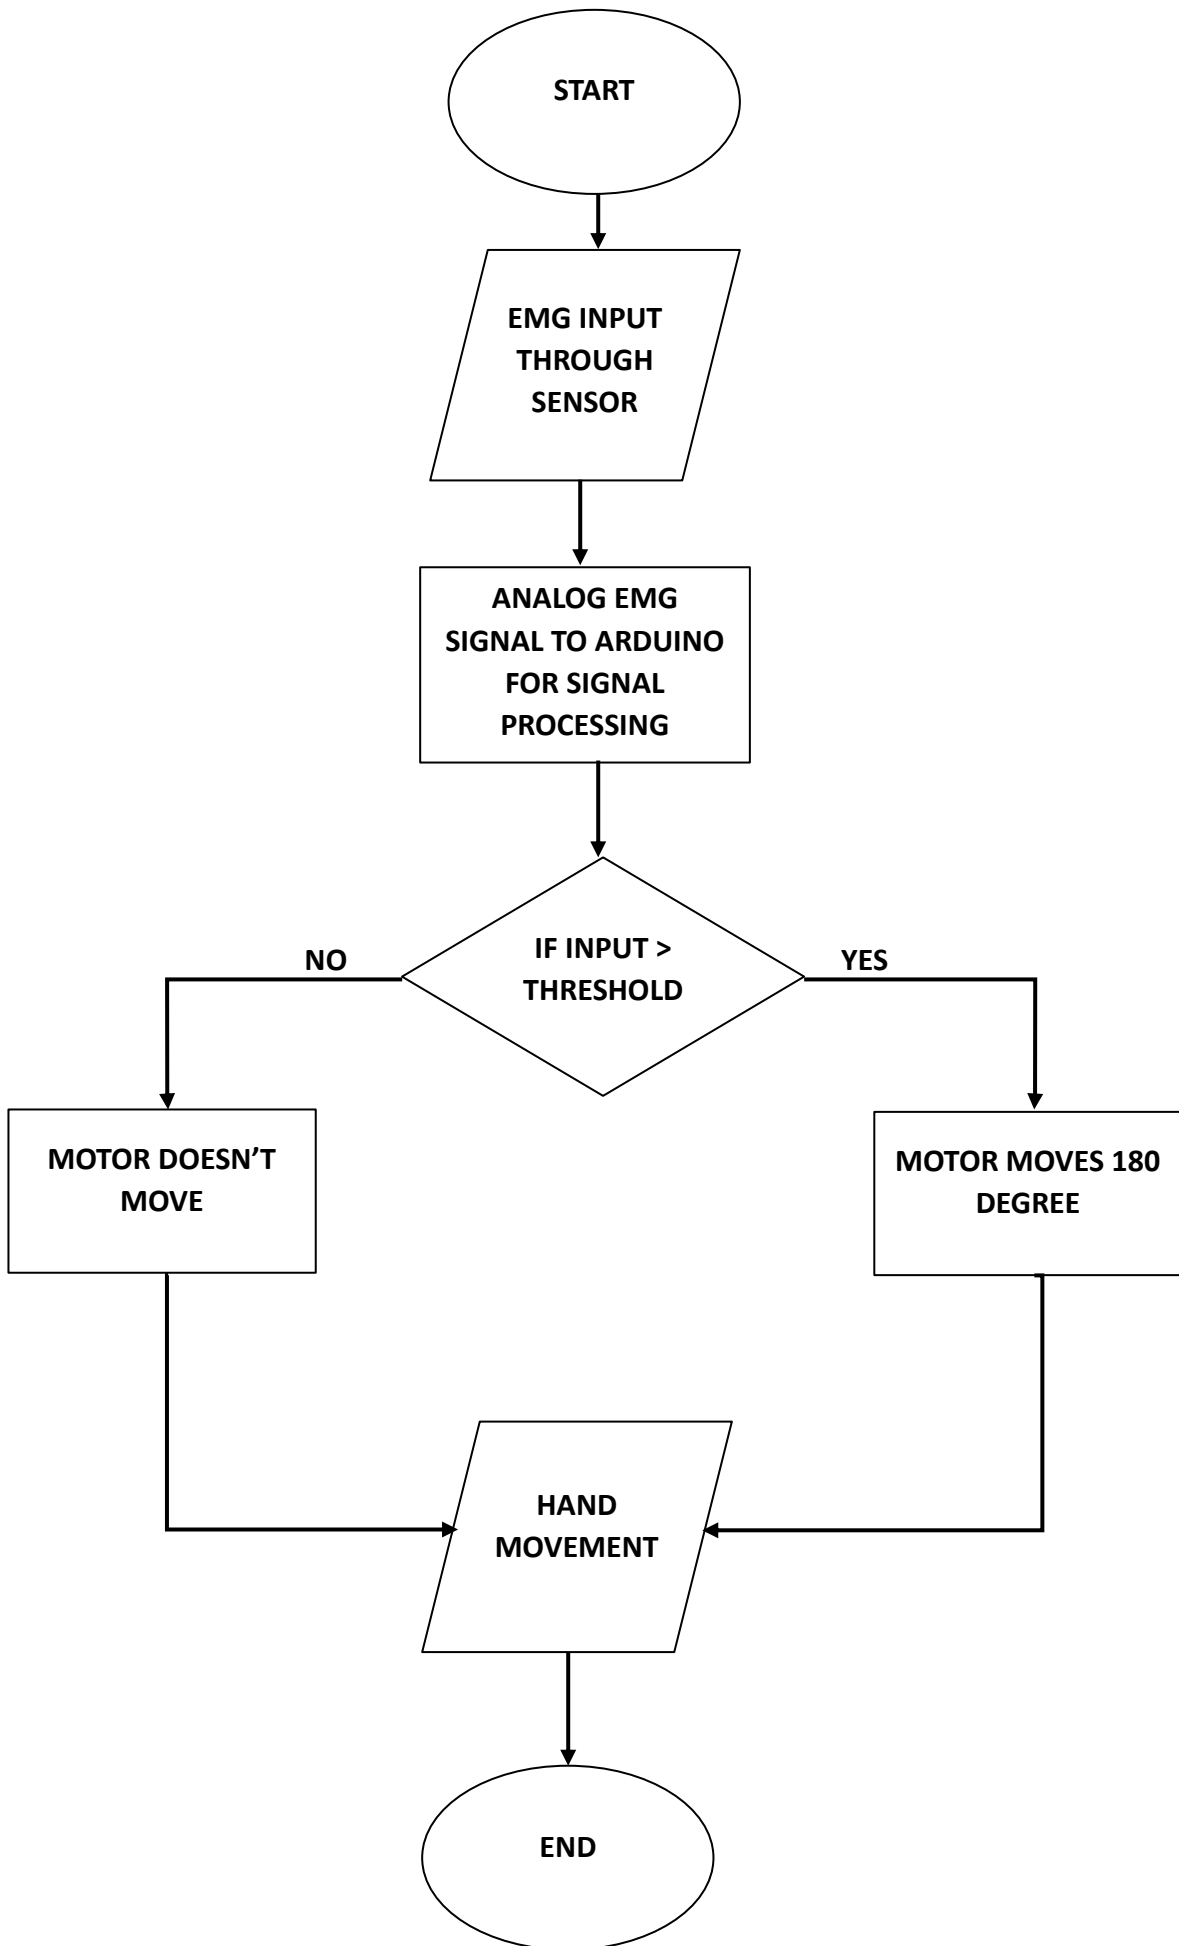 START
EMG INPUT
THROUGH
SENSOR
ANALOG EMG
SIGNAL TO ARDUINO
FOR SIGNAL
PROCESSING
IF INPUT >
THRESHOLD
NO
YES
MOTOR DOESN’T
MOVE
MOTOR MOVES 180
DEGREE
HAND
MOVEMENT
END